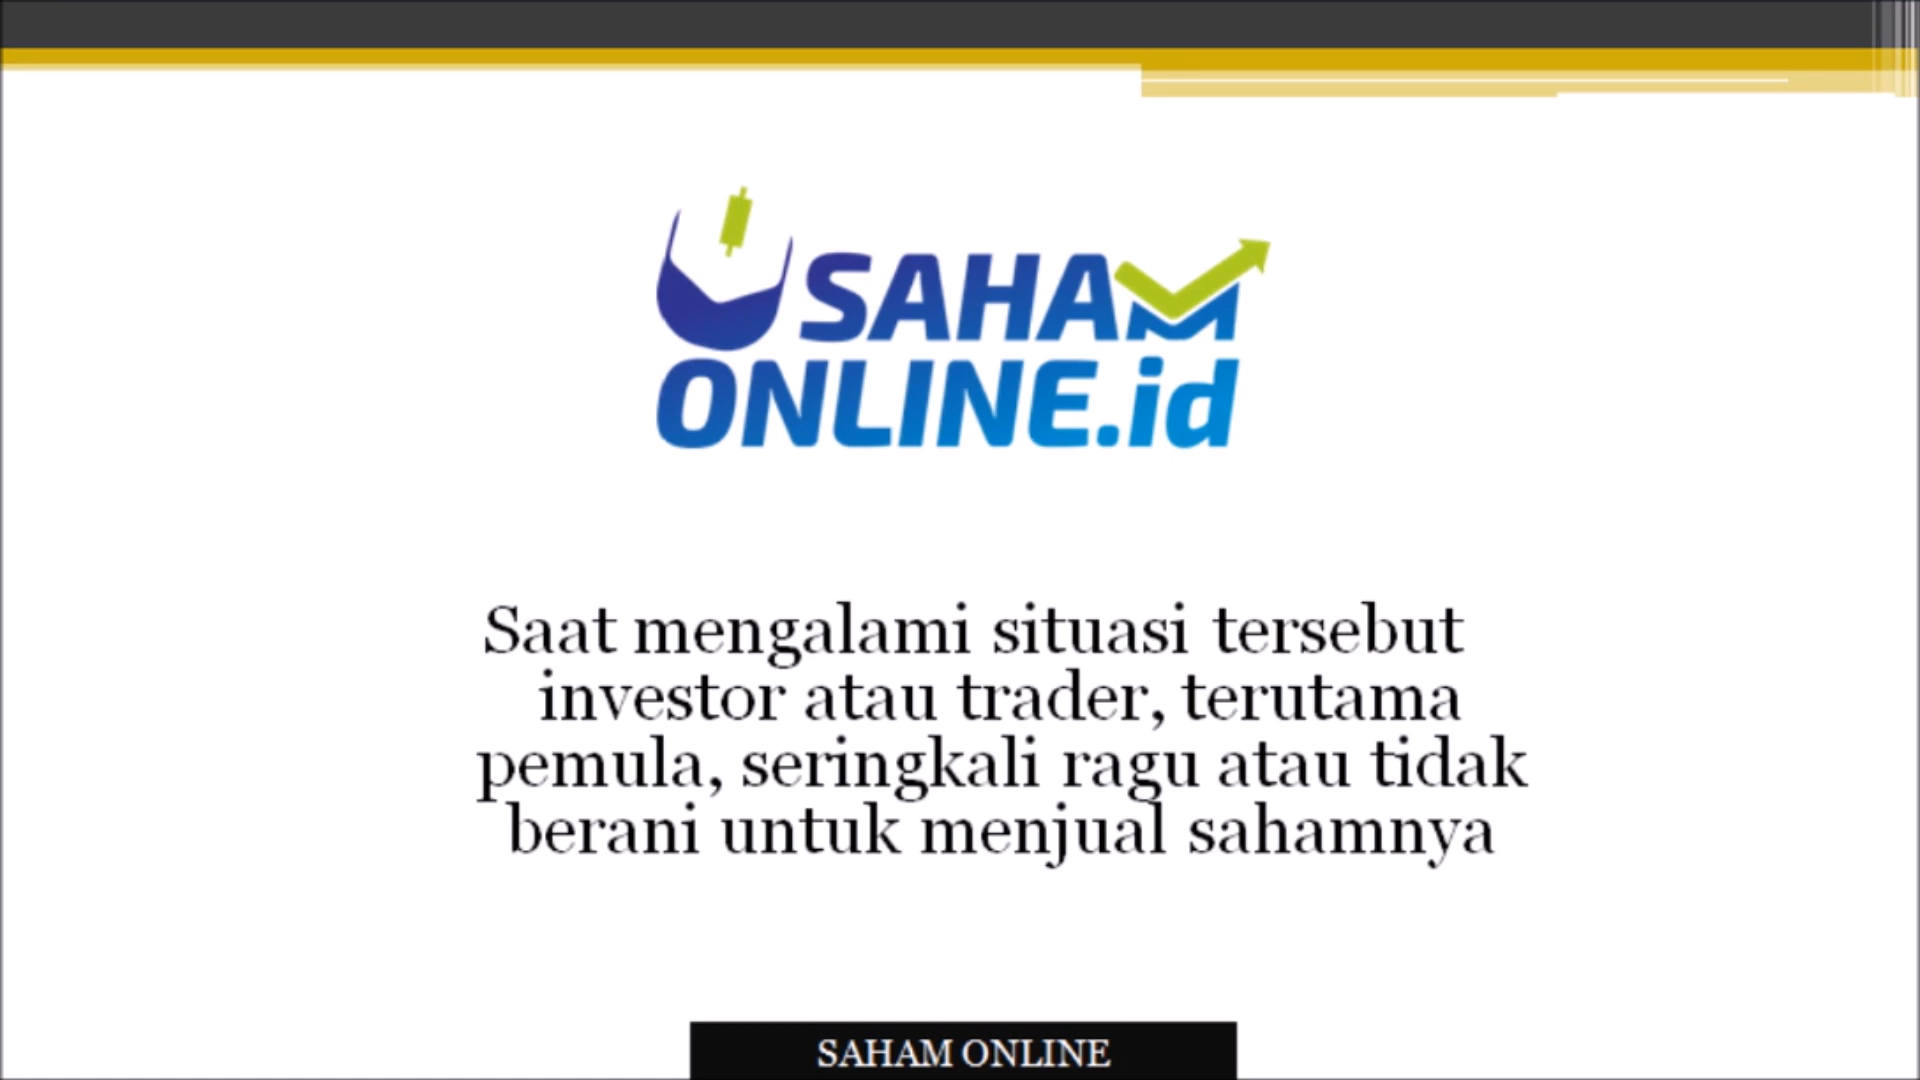 SAHAM
ONLINE.id
Saat mengalami situasi tersebut
investor atau trader, terutama
pemula, seringkali ragu atau tidak
berani untuk menjual sahamnya
SAHAM ONLINE